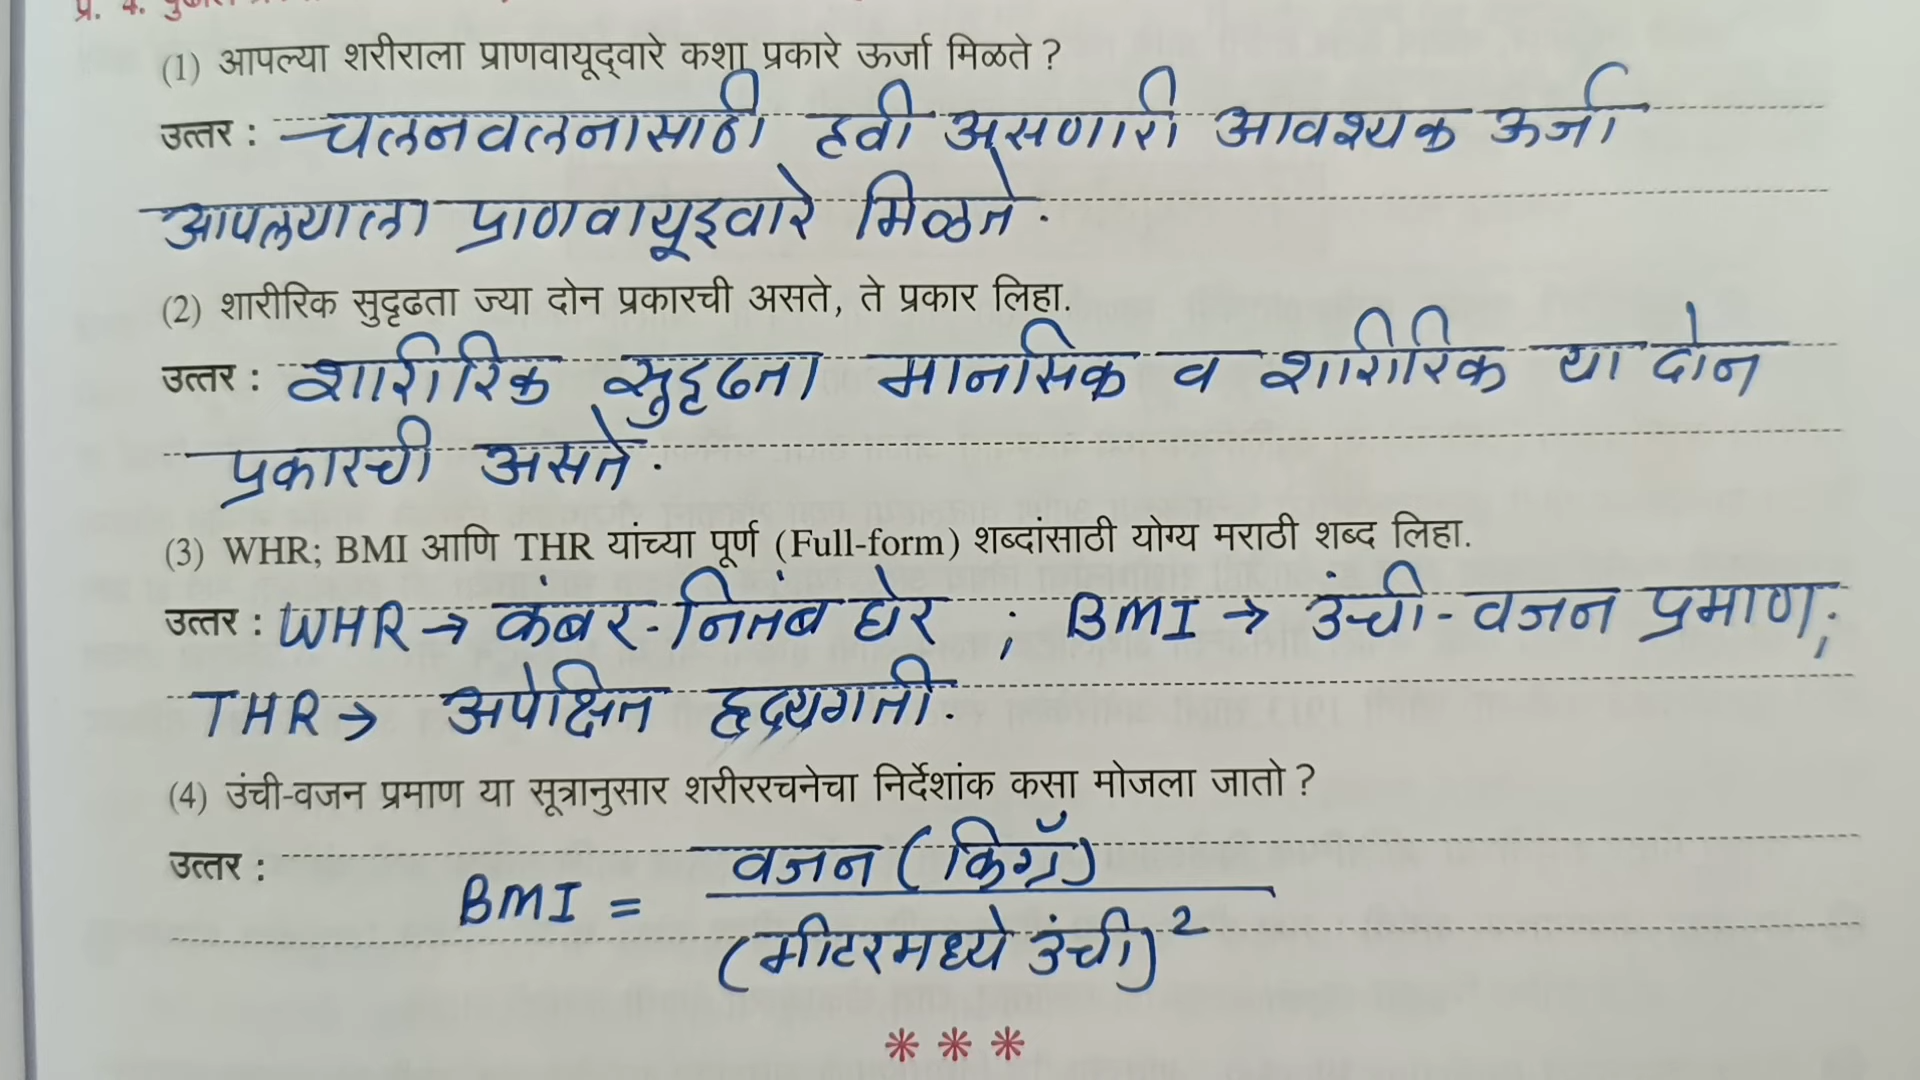 प्र. 4.
(1) आपल्या शरीराला प्राणवायूद्‌वारे कशा प्रकारे ऊर्जा मिळते ?
उत्तर : चलनवलनासाठी हवी असणारी आवश्यक ऊर्जा
आपल्याला प्राणवायूद्वारे मिळते.
(2) शारीरिक सुदृढता ज्या दोन प्रकारची असते, ते प्रकार लिहा.
उत्तर : शारीरिक सुदृढता मानसिक व शारीरिक या दोन
प्रकारची असते.
(3) WHR; BMI आणि THR यांच्या पूर्ण (Full-form) शब्दांसाठी योग्य मराठी शब्द लिहा.
उत्तर : WHR → कंबर-नितंब घेर ; BMI → उंची-वजन प्रमाण;
THR → अपेक्षित हृदयगती.
(4) उंची-वजन प्रमाण या सूत्रानुसार शरीररचनेचा निर्देशांक कसा मोजला जातो ?
उत्तर : वजन (किग्रॅ)
BMI =
(मीटरमध्ये उंची)²